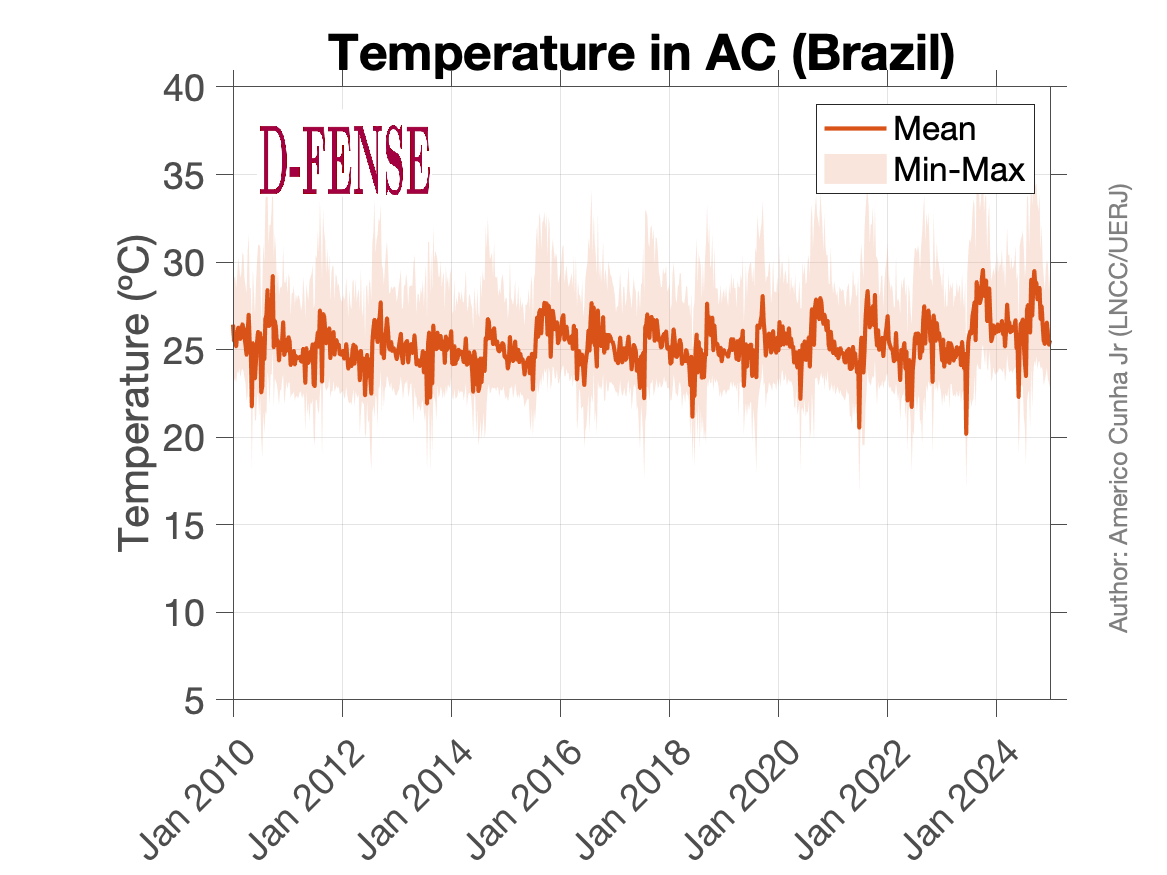 Temperature in AC (Brazil)
D-FENSE
Mean
Min-Max
Temperature (ºC)
40
35
30
25
20
15
10
5
Jan 2010
Jan 2012
Jan 2014
Jan 2016
Jan 2018
Jan 2020
Jan 2022
Jan 2024
Author: Americo Cunha Jr (LNCC/UERJ)